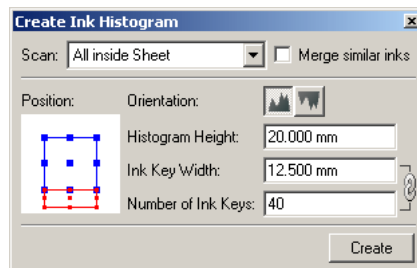 Create Ink Histogram
Scan: All inside Sheet Merge similar inks
Position: Orientation:
Histogram Height: 20.000 mm
Ink Key Width: 12.500 mm
Number of Ink Keys: 40
Create